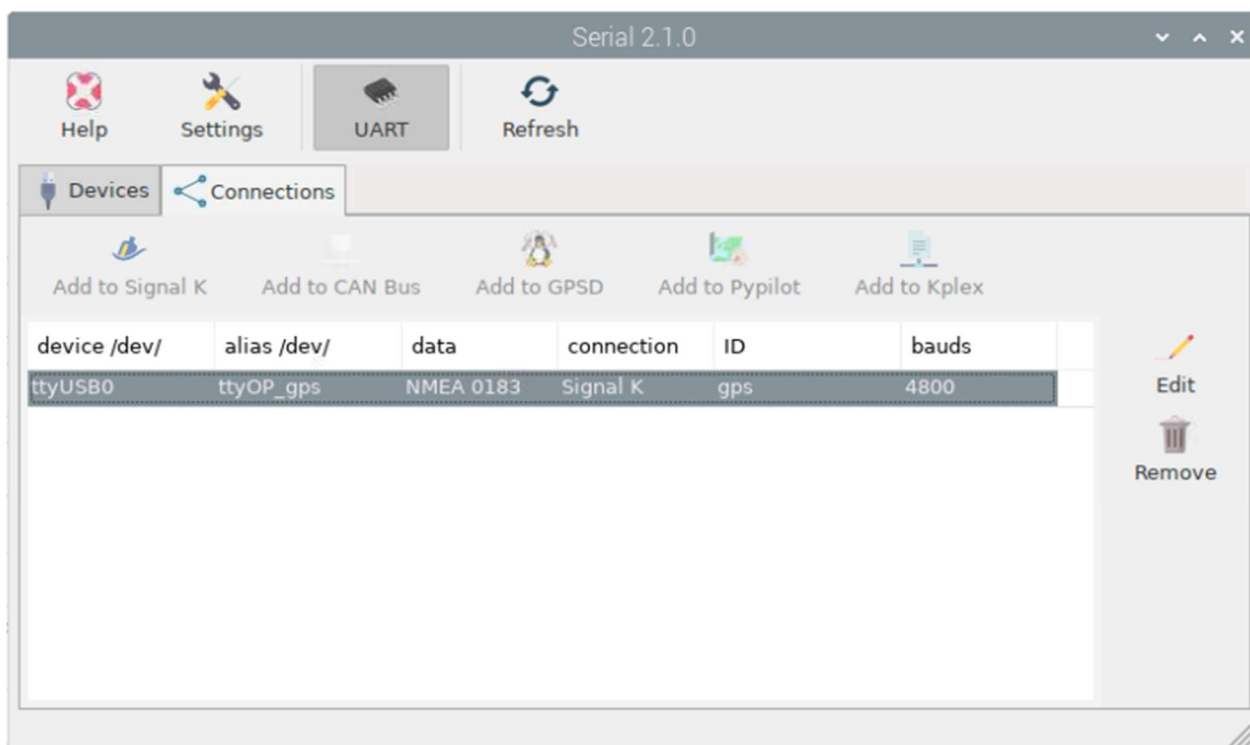 Serial 2.1.0
Help Settings UART Refresh
Devices Connections
Add to Signal K Add to CAN Bus Add to GPSD Add to Pypilot Add to Kplex
device /dev/ alias /dev/ data connection ID bauds
ttyUSB0 ttyOP_gps NMEA 0183 Signal K gps 4800
Edit
Remove